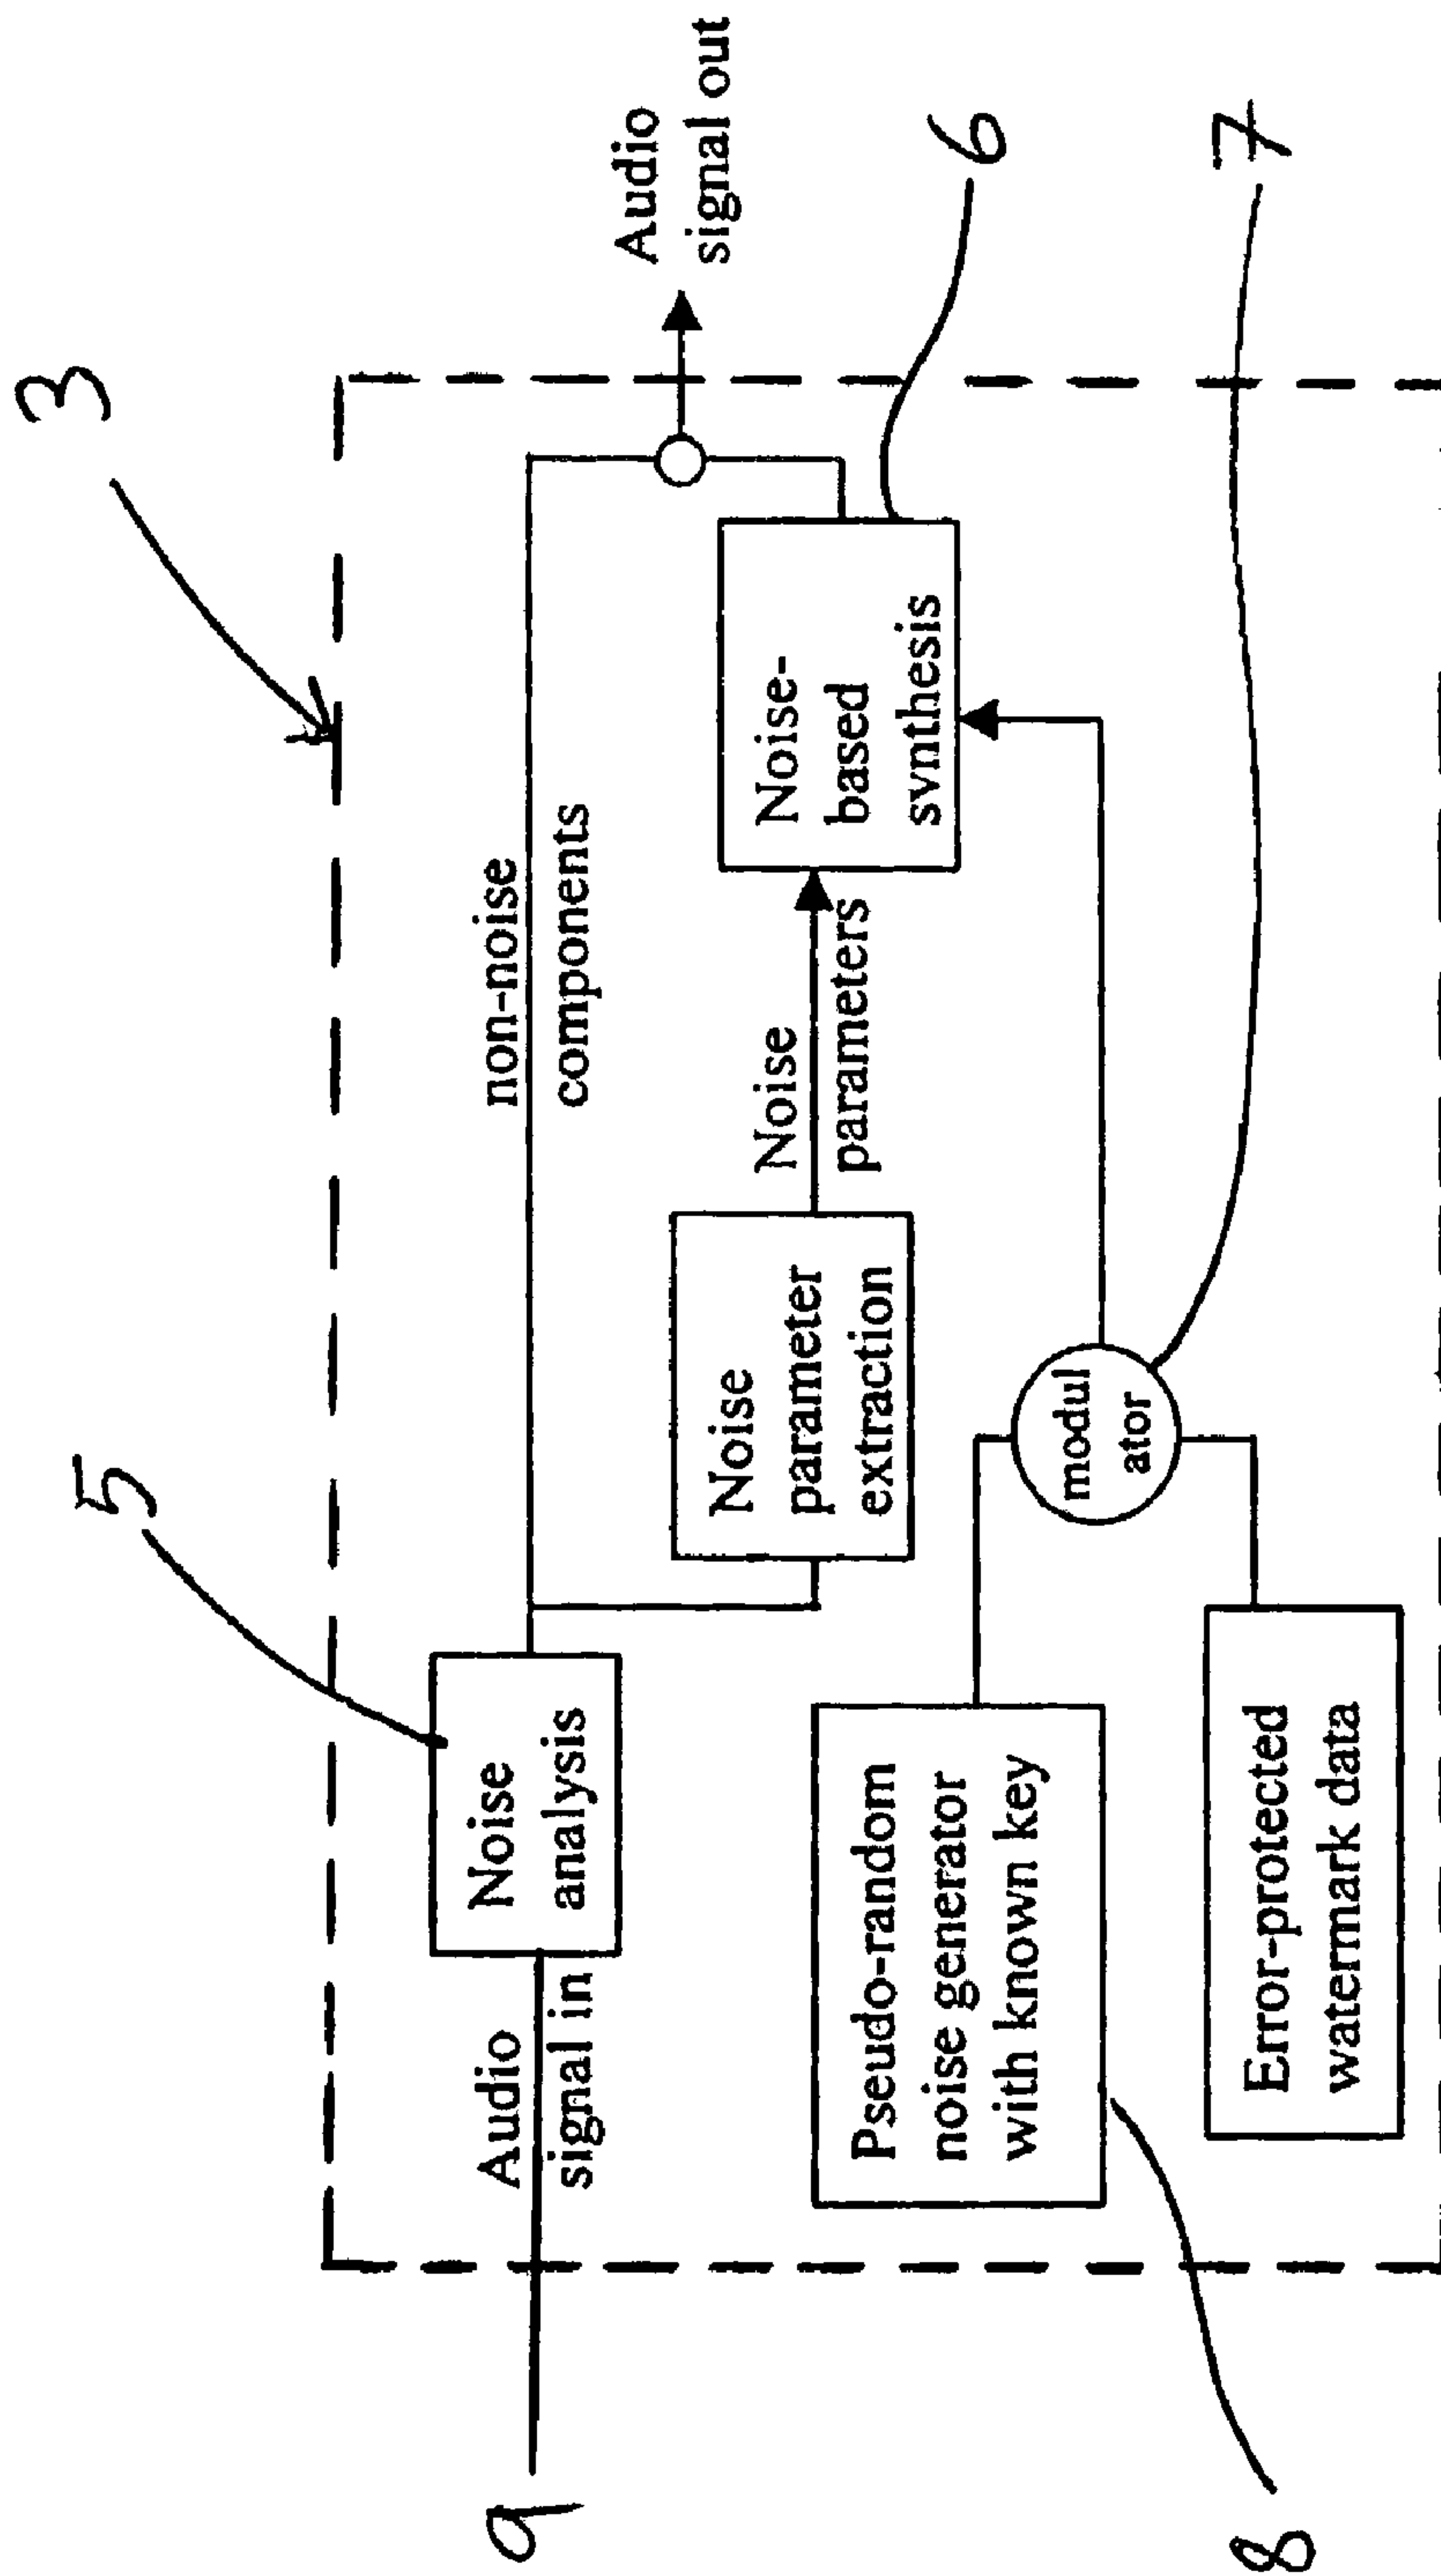 3
5
9
Audio
signal in
Noise
analysis
non-noise
components
Audio
signal out
Noise
parameter
extraction
Noise
parameters
Noise-
based
synthesis
6
Pseudo-random
noise generator
with known key
modul
ator
7
Error-protected
watermark data
8